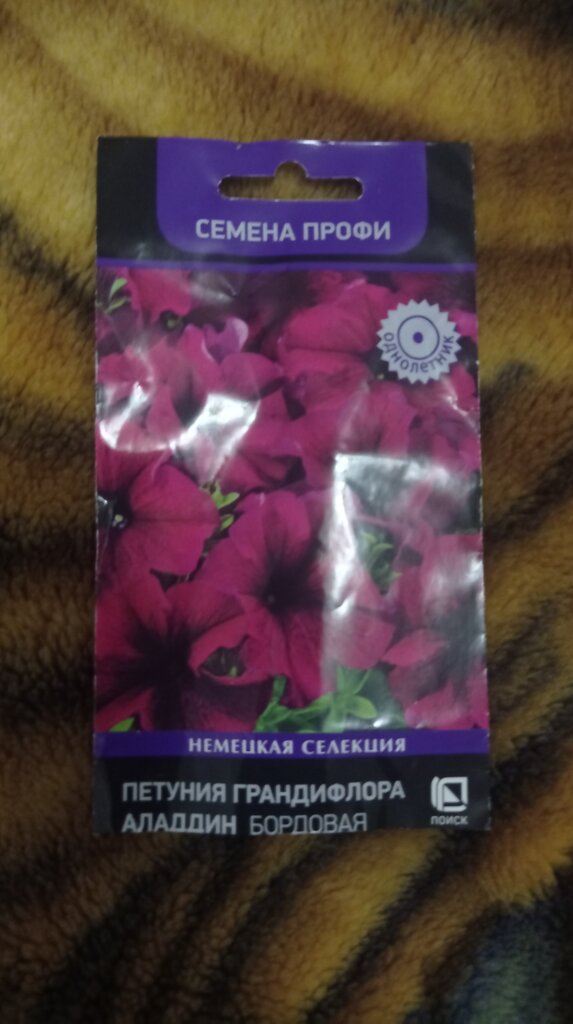 СЕМЕНА ПРОФИ
однолетник
НЕМЕЦКАЯ СЕЛЕКЦИЯ
ПЕТУНИЯ ГРАНДИФЛОРА
АЛАДДИН БОРДОВАЯ
ПОИСК